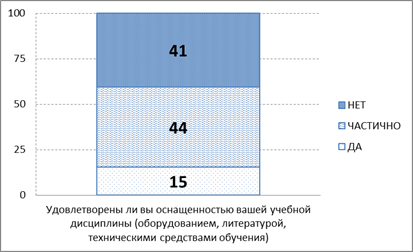 100
75
50
25
0
41
44
15
НЕТ
ЧАСТИЧНО
ДА
Удовлетворены ли вы оснащенностью вашей учебной
дисциплины (оборудованием, литературой,
техническими средствами обучения)